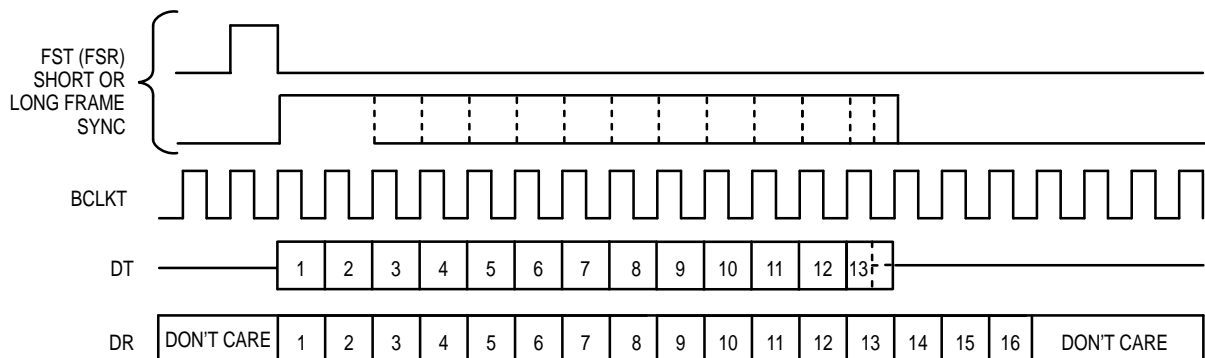 FST (FSR)
SHORT OR
LONG FRAME
SYNC
BCLKT
DT
1 2 3 4 5 6 7 8 9 10 11 12 13
DR
DON'T CARE 1 2 3 4 5 6 7 8 9 10 11 12 13 14 15 16 DON'T CARE